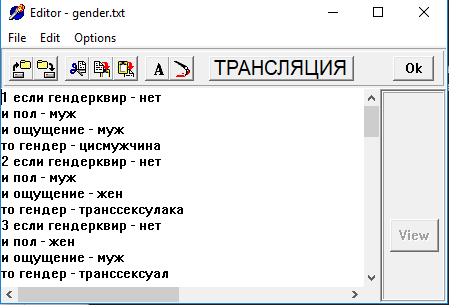 Editor - gender.txt
File Edit Options
A ТРАНСЛЯЦИЯ Ok
1 если гендерквир - нет
и пол - муж
и ощущение - муж
то гендер - цисмужчина
2 если гендерквир - нет
и пол - муж
и ощущение - жен
то гендер - транссексулака
3 если гендерквир - нет
и пол - жен
и ощущение - муж
то гендер - транссексуал
View